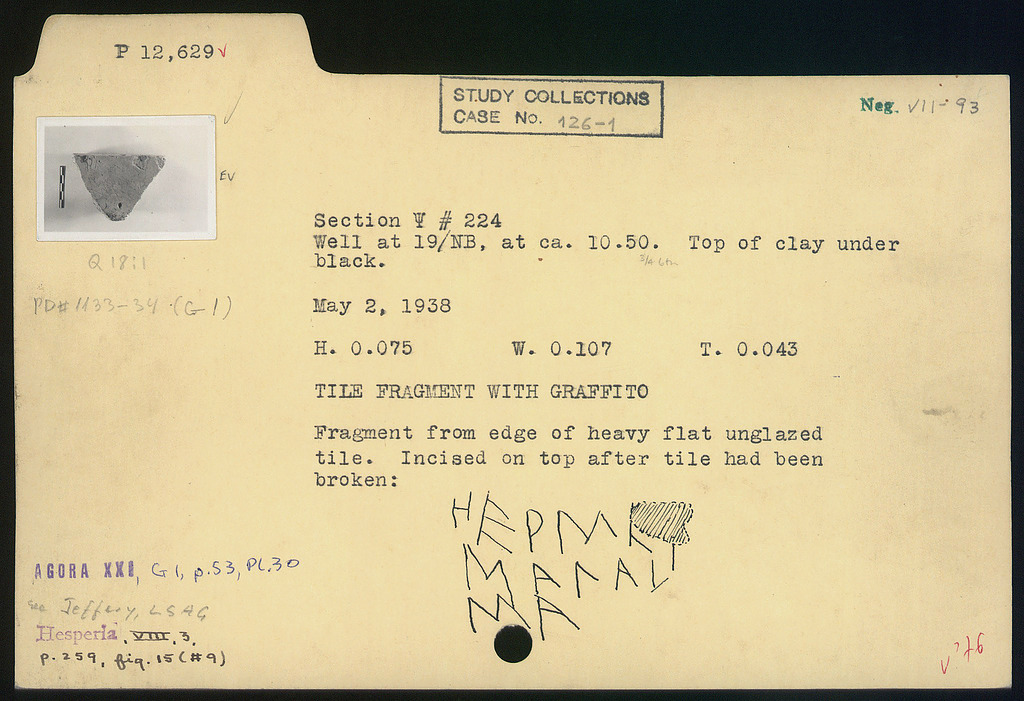 P 12,629
STUDY COLLECTIONS
CASE No. 126-1
Neg. VII-93
EV
Q 18:1
PD# 1133-34 (G-1)
Section Ψ # 224
Well at 19/ΝΒ, at ca. 10.50. Top of clay under
black.
May 2, 1938
H. 0.075 W. 0.107 T. 0.043
TILE FRAGMENT WITH GRAFFITO
Fragment from edge of heavy flat unglazed
tile. Incised on top after tile had been
broken:
ΗΕΡΜΚ
ΜΑ
AGORA XXI, G1, p.53, Pl.30
see Jeffery, LSAG
Hesperia, VIII, 3,
p. 259, fig. 15 (#9)